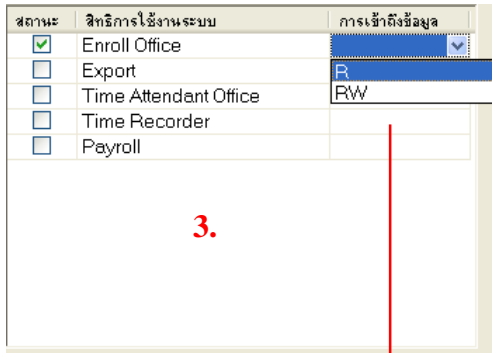 สถานะ สิทธิการใช้งานระบบ การเข้าถึงข้อมูล
Enroll Office
Export R
Time Attendant Office RW
Time Recorder
Payroll
3.